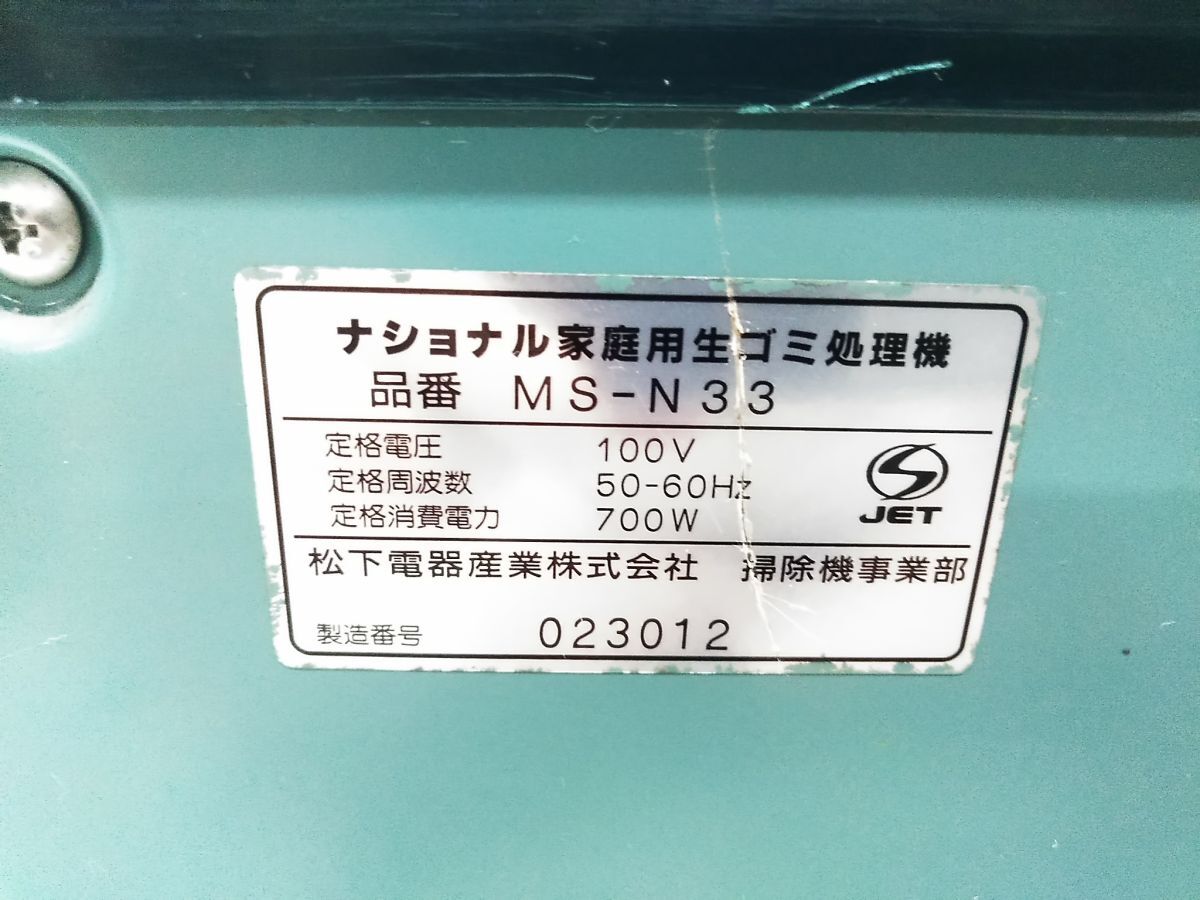 ナショナル家庭用生ゴミ処理機
品番 MS-N33
定格電圧 100V
定格周波数 50-60Hz
定格消費電力 700W
JET
松下電器産業株式会社 掃除機事業部
製造番号 023012